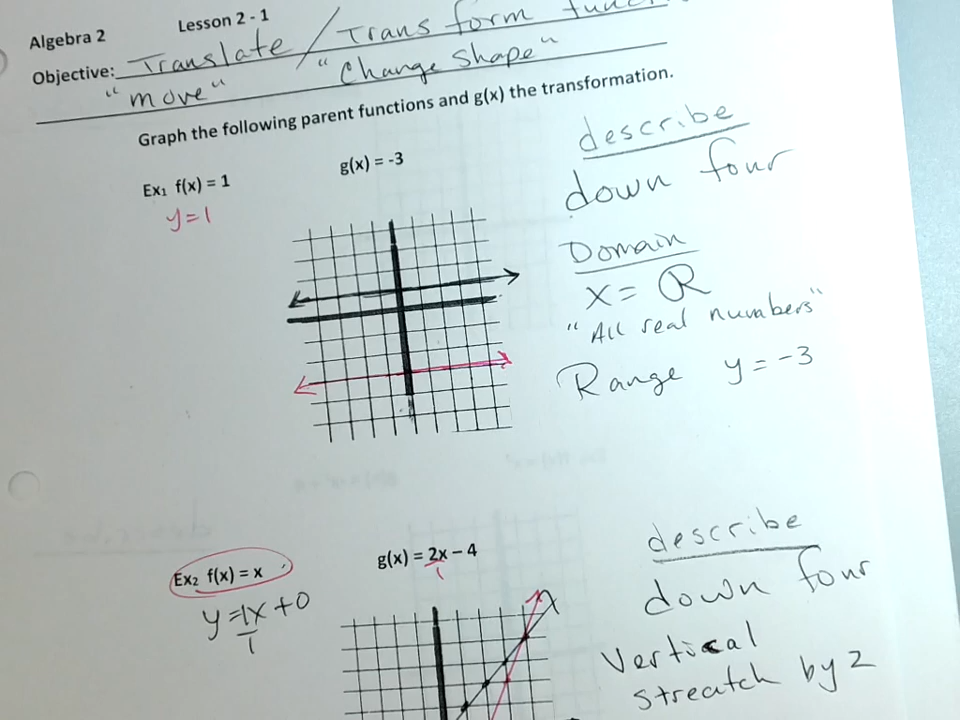 Algebra 2 Lesson 2 - 1
Objective: Translate / Transform
"move" "Change Shape"
Graph the following parent functions and g(x) the transformation.
Ex1 f(x) = 1 g(x) = -3
y=1
describe
down four
Domain
x = ℝ
"All real numbers"
Range y = -3
Ex2 f(x) = x g(x) = 2x – 4
1
y=1x+0
1
describe
down four
Vertical
streatch by 2